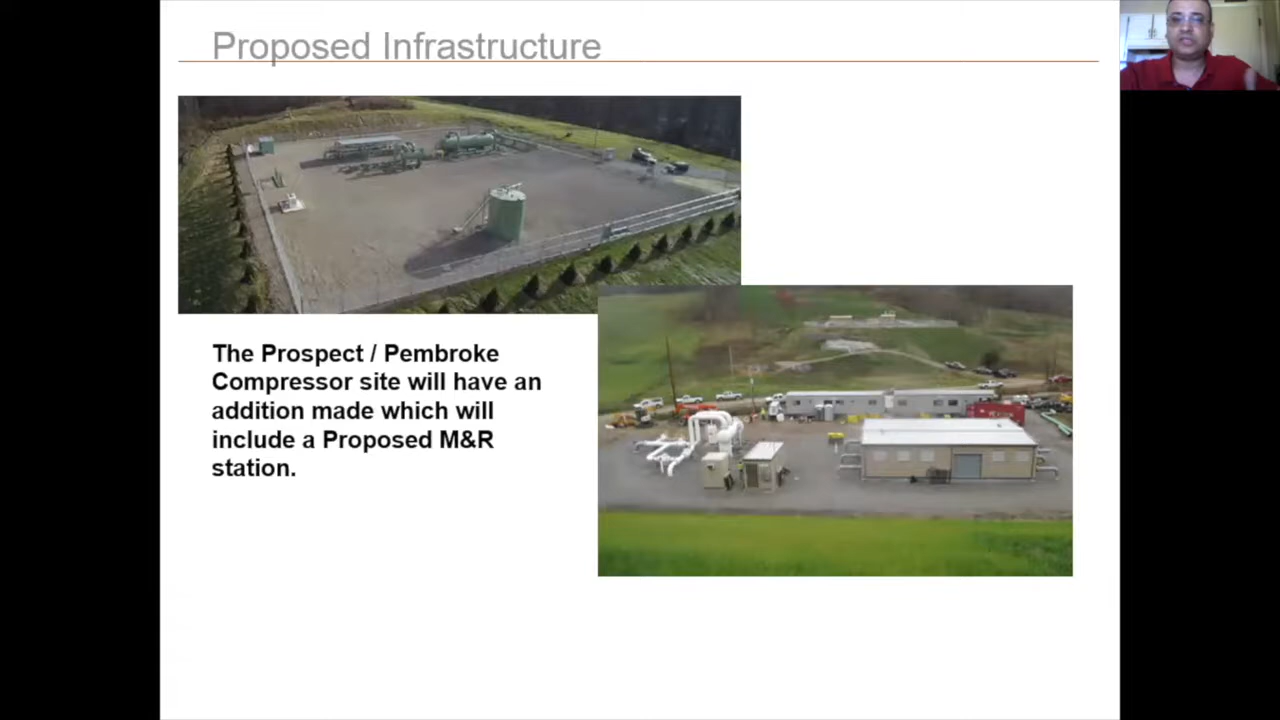 Proposed Infrastructure
The Prospect / Pembroke
Compressor site will have an
addition made which will
include a Proposed M&R
station.